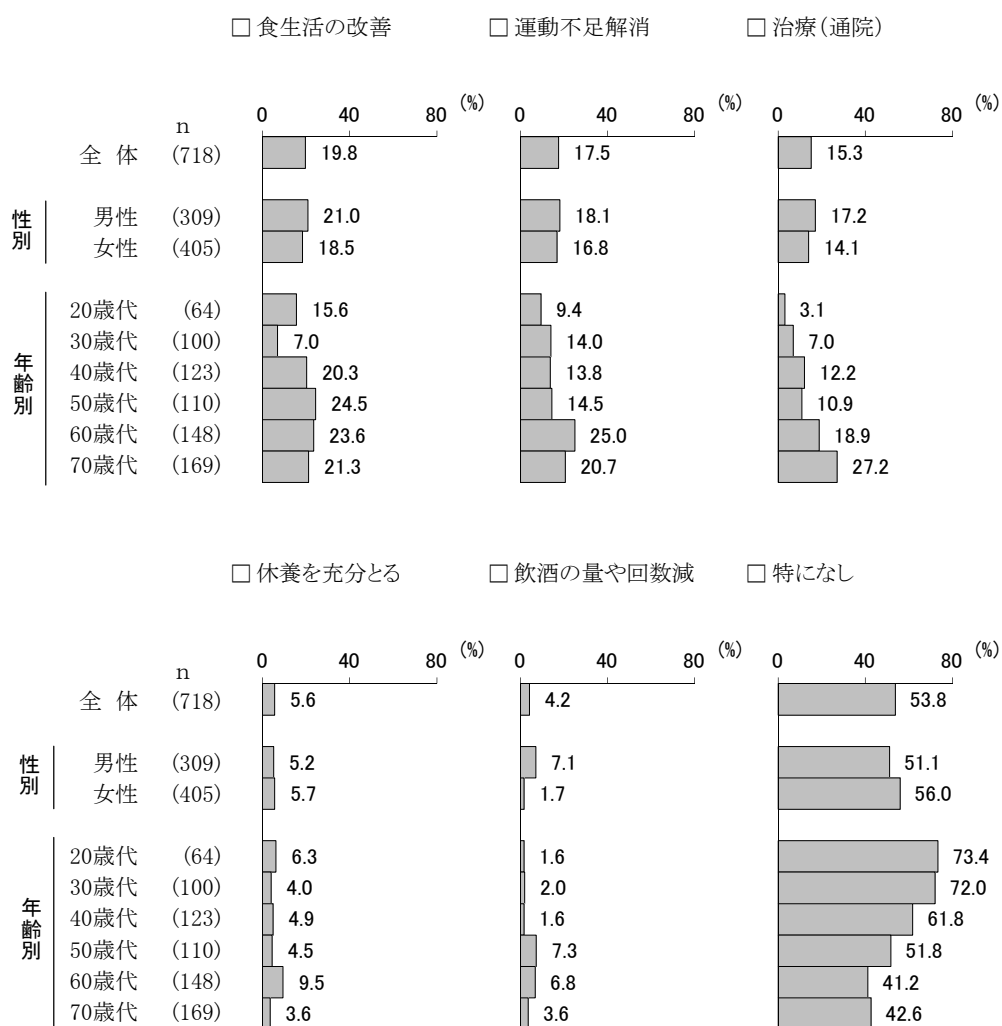 □ 食生活の改善 □ 運動不足解消 □ 治療(通院)
0 40 80 (%) 0 40 80 (%) 0 40 80 (%)
n
全 体 (718) 19.8 17.5 15.3
性別
男性 (309) 21.0 18.1 17.2
女性 (405) 18.5 16.8 14.1
年齢別
20歳代 (64) 15.6 9.4 3.1
30歳代 (100) 7.0 14.0 7.0
40歳代 (123) 20.3 13.8 12.2
50歳代 (110) 24.5 14.5 10.9
60歳代 (148) 23.6 25.0 18.9
70歳代 (169) 21.3 20.7 27.2
□ 休養を充分とる □ 飲酒の量や回数減 □ 特になし
0 40 80 (%) 0 40 80 (%) 0 40 80 (%)
n
全 体 (718) 5.6 4.2 53.8
性別
男性 (309) 5.2 7.1 51.1
女性 (405) 5.7 1.7 56.0
年齢別
20歳代 (64) 6.3 1.6 73.4
30歳代 (100) 4.0 2.0 72.0
40歳代 (123) 4.9 1.6 61.8
50歳代 (110) 4.5 7.3 51.8
60歳代 (148) 9.5 6.8 41.2
70歳代 (169) 3.6 3.6 42.6